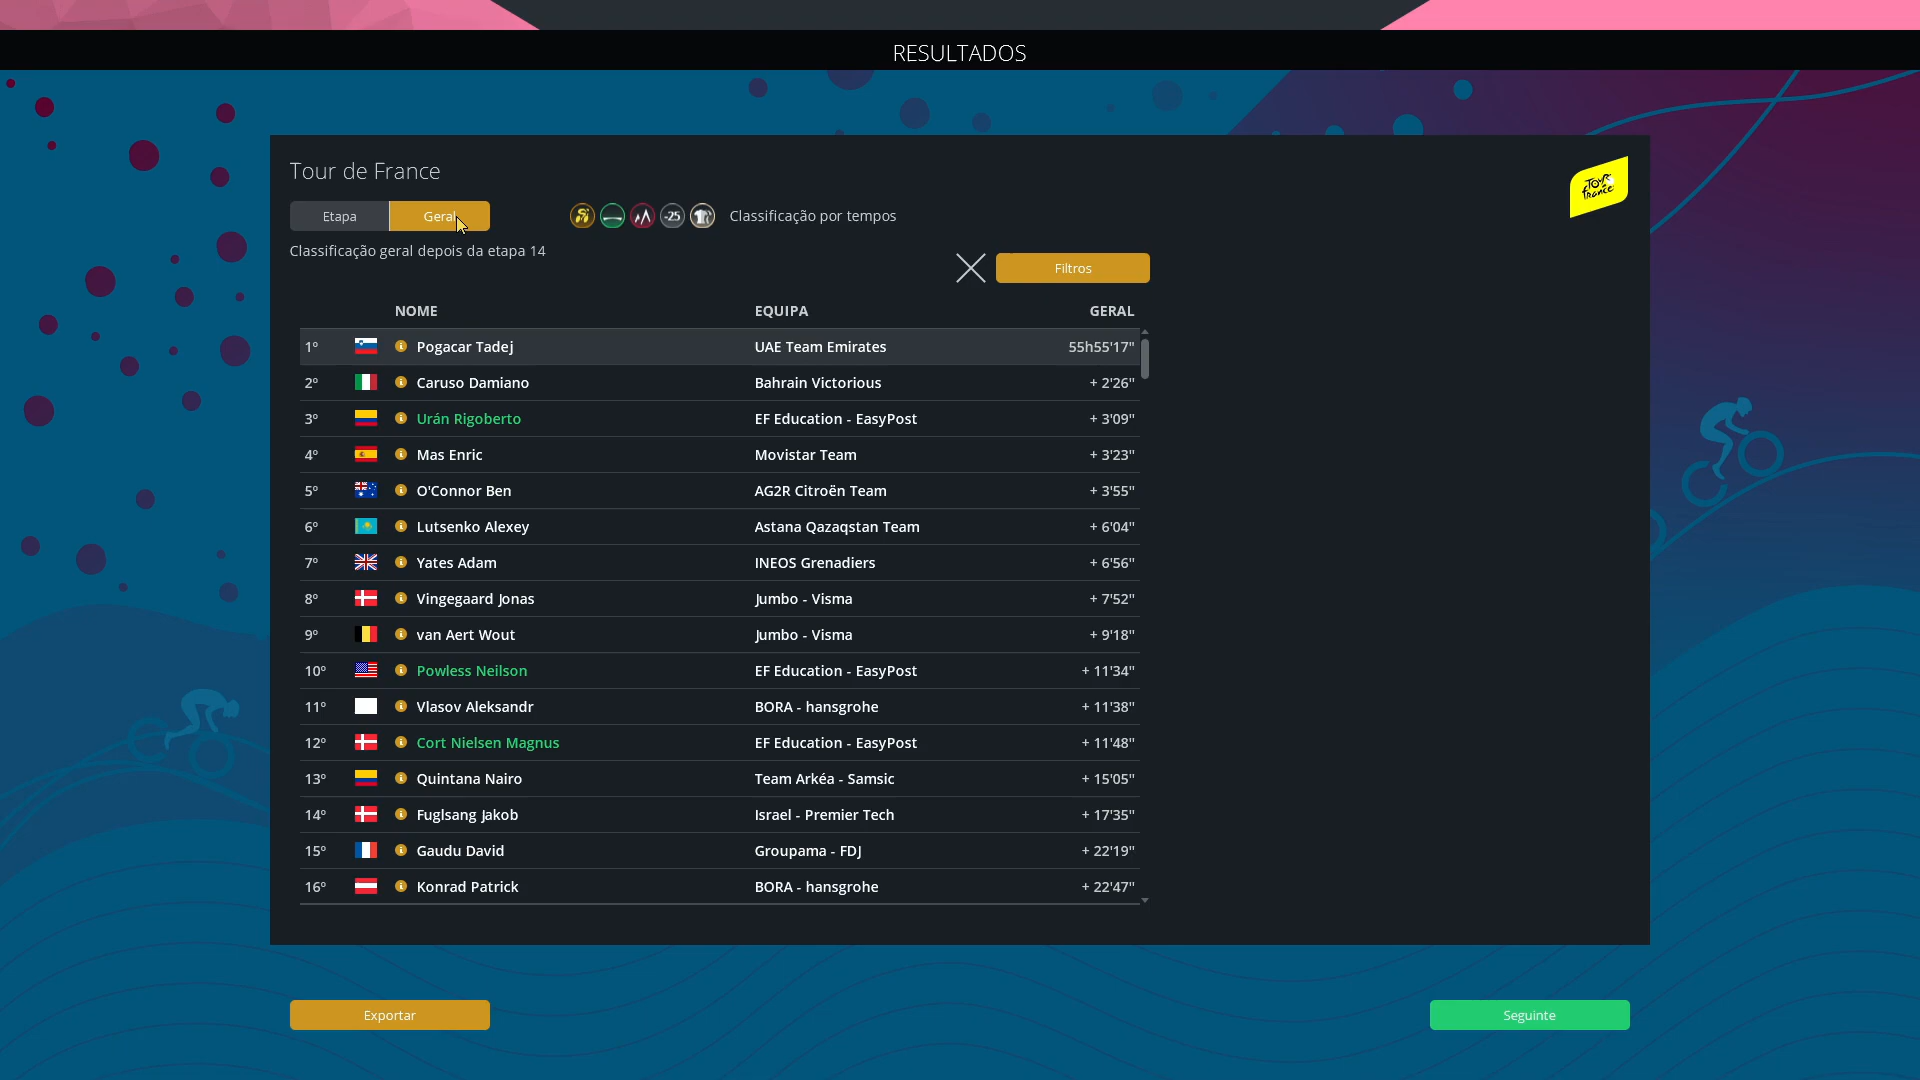 RESULTADOS
Tour de France
Le Tour de France
Etapa Geral -25 Classificação por tempos
Classificação geral depois da etapa 14
Filtros
NOME EQUIPA GERAL
1º Pogacar Tadej UAE Team Emirates 55h55'17''
2º Caruso Damiano Bahrain Victorious + 2'26''
3º Urán Rigoberto EF Education - EasyPost + 3'09''
4º Mas Enric Movistar Team + 3'23''
5º O'Connor Ben AG2R Citroën Team + 3'55''
6º Lutsenko Alexey Astana Qazaqstan Team + 6'04''
7º Yates Adam INEOS Grenadiers + 6'56''
8º Vingegaard Jonas Jumbo - Visma + 7'52''
9º van Aert Wout Jumbo - Visma + 9'18''
10º Powless Neilson EF Education - EasyPost + 11'34''
11º Vlasov Aleksandr BORA - hansgrohe + 11'38''
12º Cort Nielsen Magnus EF Education - EasyPost + 11'48''
13º Quintana Nairo Team Arkéa - Samsic + 15'05''
14º Fuglsang Jakob Israel - Premier Tech + 17'35''
15º Gaudu David Groupama - FDJ + 22'19''
16º Konrad Patrick BORA - hansgrohe + 22'47''
Exportar Seguinte